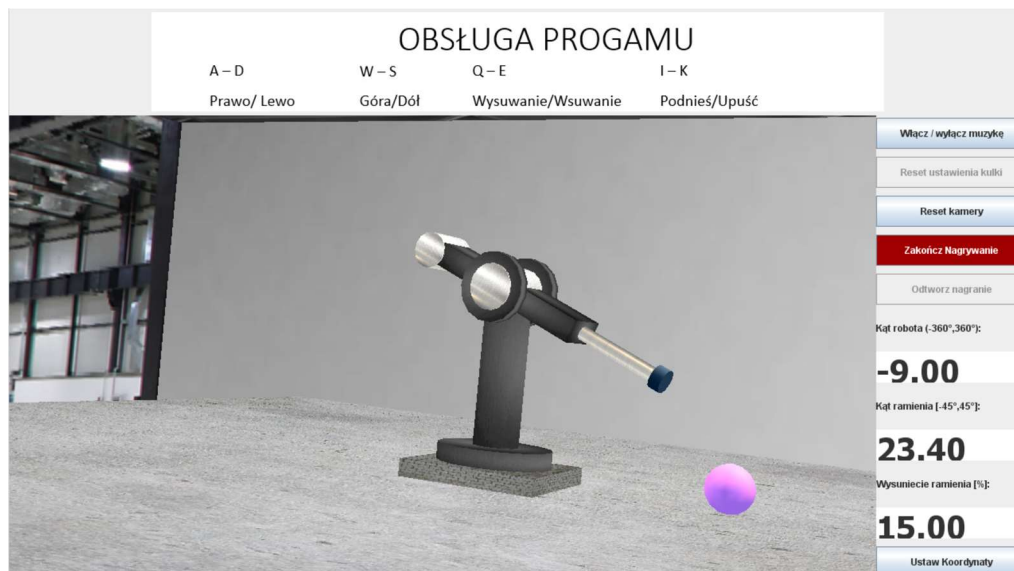 OBSŁUGA PROGAMU
A – D W – S Q – E I – K
Prawo/ Lewo Góra/Dół Wysuwanie/Wsuwanie Podnieś/Upuść
Włącz / wyłącz muzykę
Reset ustawienia kulki
Reset kamery
Zakończ Nagrywanie
Odtworz nagranie
Kąt robota (-360°,360°):
-9.00
Kąt ramienia [-45°,45°]:
23.40
Wysuniecie ramienia [%]:
15.00
Ustaw Koordynaty